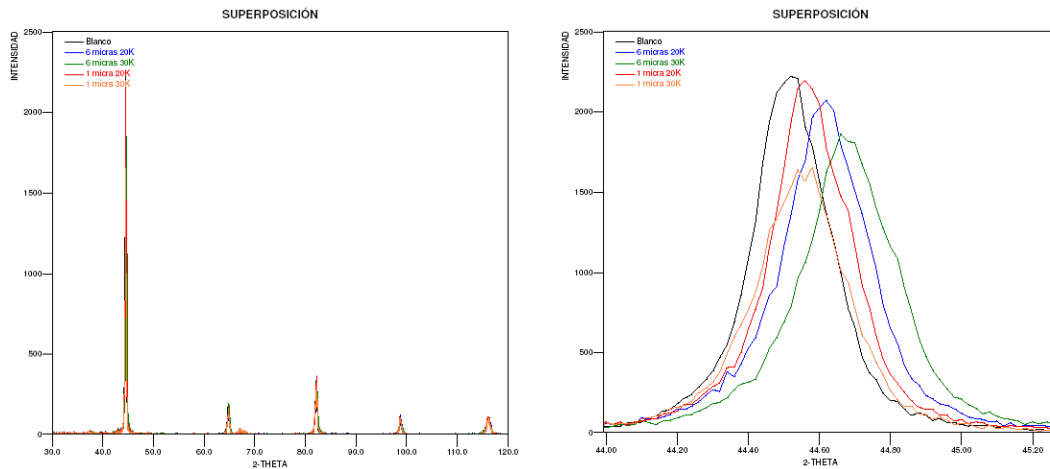 SUPERPOSICIÓN
INTENSIDAD
2500
2000
1500
1000
500
0
Blanco
6 micras 20K
6 micras 30K
1 micra 20K
1 micra 30K
30.0 40.0 50.0 60.0 70.0 80.0 90.0 100.0 110.0 120.0
2-THETA
SUPERPOSICIÓN
INTENSIDAD
2500
2000
1500
1000
500
0
Blanco
6 micras 20K
6 micras 30K
1 micra 20K
1 micra 30K
44.00 44.20 44.40 44.60 44.80 45.00 45.20
2-THETA